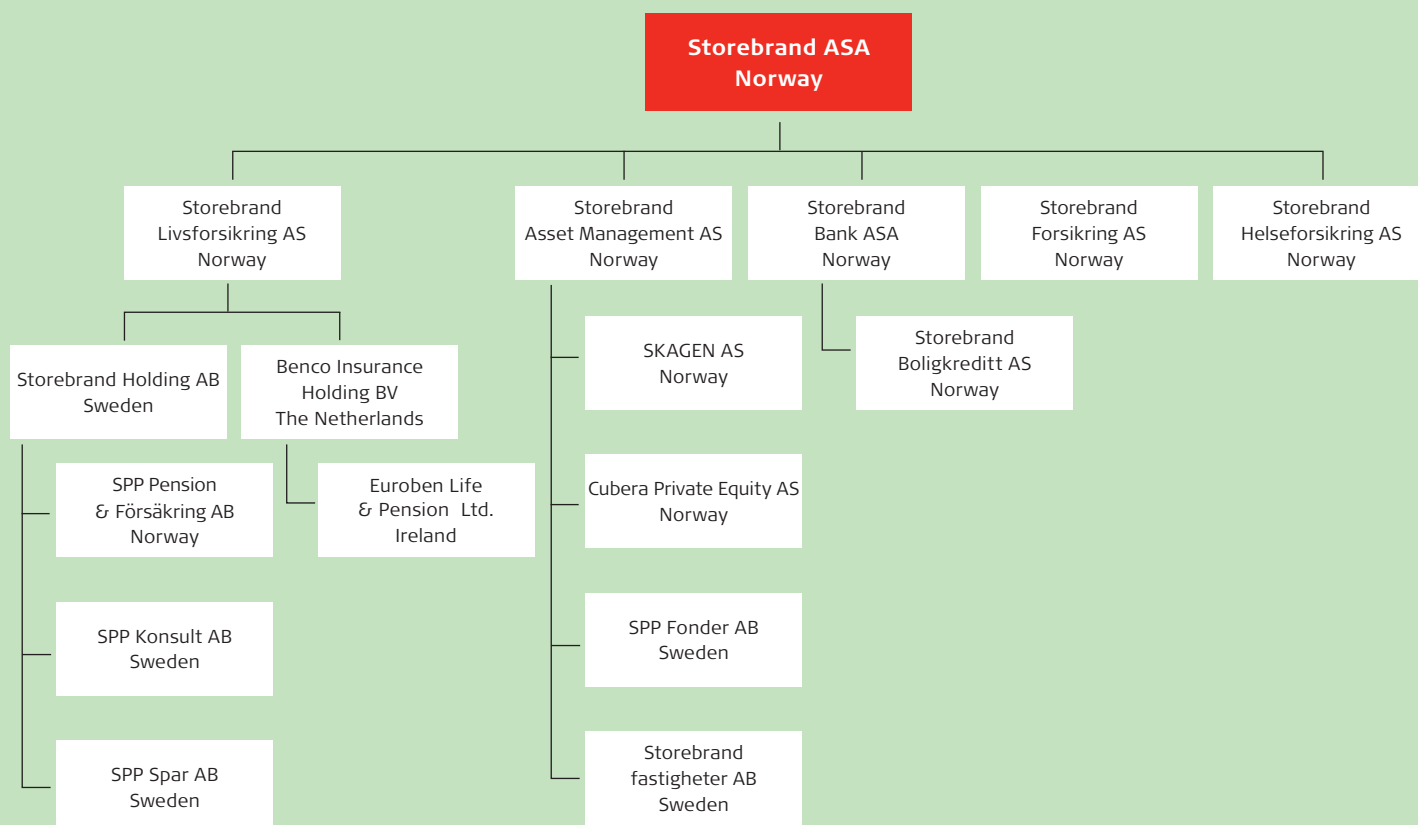 Storebrand ASA
Norway
Storebrand
Livsforsikring AS
Norway
Storebrand
Asset Management AS
Norway
Storebrand
Bank ASA
Norway
Storebrand
Forsikring AS
Norway
Storebrand
Helseforsikring AS
Norway
Storebrand Holding AB
Sweden
Benco Insurance
Holding BV
The Netherlands
SKAGEN AS
Norway
Storebrand
Boligkreditt AS
Norway
SPP Pension
& Försäkring AB
Norway
Euroben Life
& Pension Ltd.
Ireland
Cubera Private Equity AS
Norway
SPP Konsult AB
Sweden
SPP Fonder AB
Sweden
SPP Spar AB
Sweden
Storebrand
fastigheter AB
Sweden